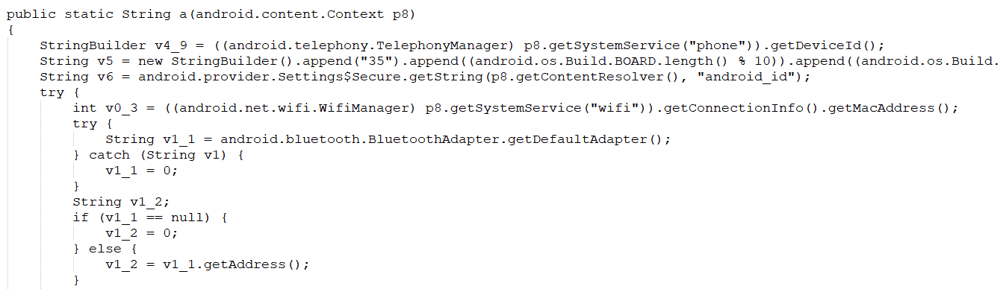 public static String a(android.content.Context p8)
{
    StringBuilder v4_9 = ((android.telephony.TelephonyManager) p8.getSystemService("phone")).getDeviceId();
    String v5 = new StringBuilder().append("35").append((android.os.Build.BOARD.length() % 10)).append((android.os.Build.
    String v6 = android.provider.Settings$Secure.getString(p8.getContentResolver(), "android_id");
    try {
        int v0_3 = ((android.net.wifi.WifiManager) p8.getSystemService("wifi")).getConnectionInfo().getMacAddress();
        try {
            String v1_1 = android.bluetooth.BluetoothAdapter.getDefaultAdapter();
        } catch (String v1) {
            v1_1 = 0;
        }
        String v1_2;
        if (v1_1 == null) {
            v1_2 = 0;
        } else {
            v1_2 = v1_1.getAddress();
        }